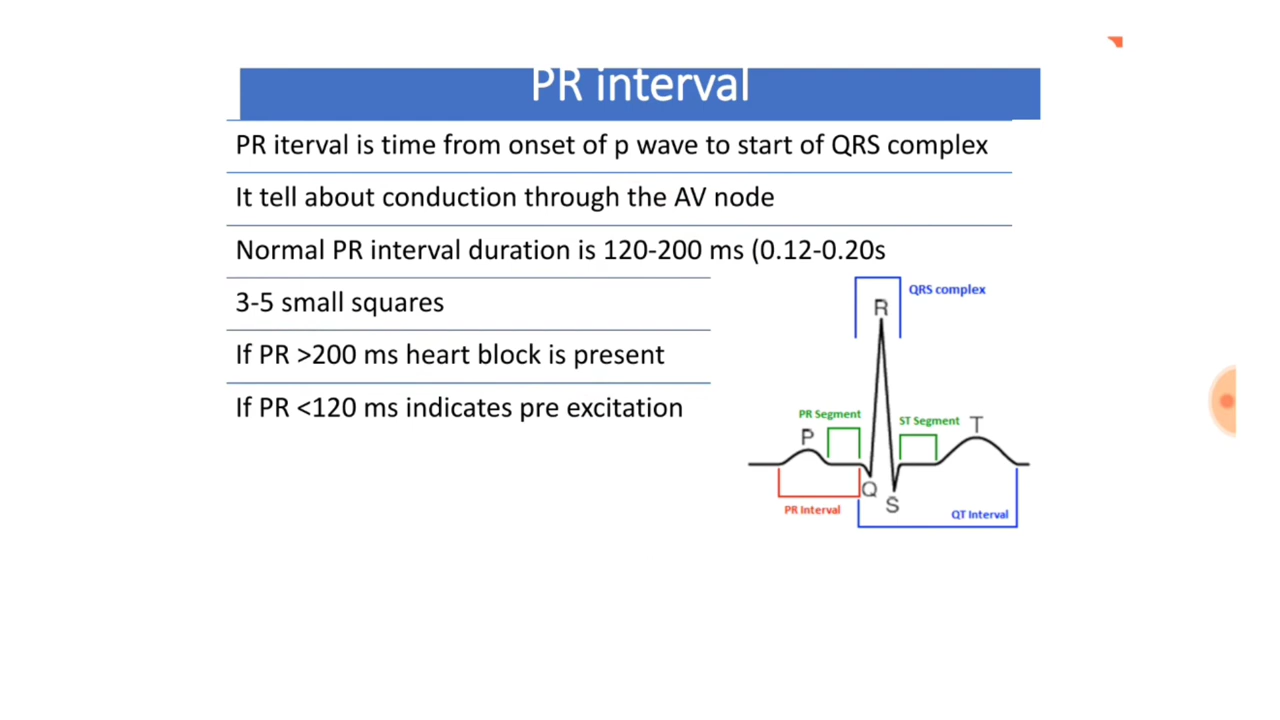 PR interval
PR iterval is time from onset of p wave to start of QRS complex
It tell about conduction through the AV node
Normal PR interval duration is 120-200 ms (0.12-0.20s
3-5 small squares
If PR >200 ms heart block is present
If PR <120 ms indicates pre excitation
QRS complex
R
PR Segment
ST Segment
T
P
Q
S
PR Interval
QT Interval